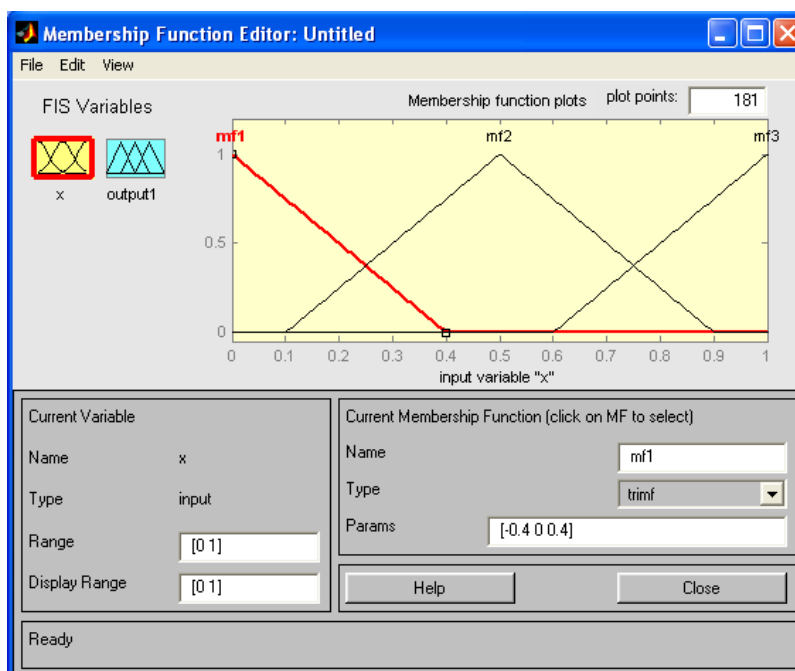 Membership Function Editor: Untitled
File Edit View
FIS Variables
Membership function plots plot points: 181
mf1 mf2 mf3
x output1
1
0.5
0
0 0.1 0.2 0.3 0.4 0.5 0.6 0.7 0.8 0.9 1
input variable "x"
Current Variable
Name x
Type input
Range [0 1]
Display Range [0 1]
Current Membership Function (click on MF to select)
Name mf1
Type trimf
Params [-0.4 0 0.4]
Help Close
Ready